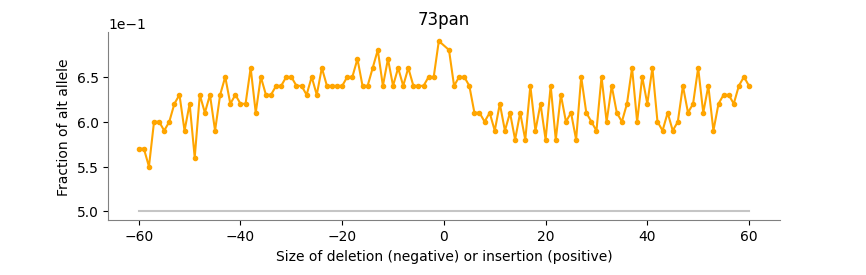 73pan
1e−1
6.5
6.0
5.5
5.0
−60 −40 −20 0 20 40 60
Fraction of alt allele
Size of deletion (negative) or insertion (positive)